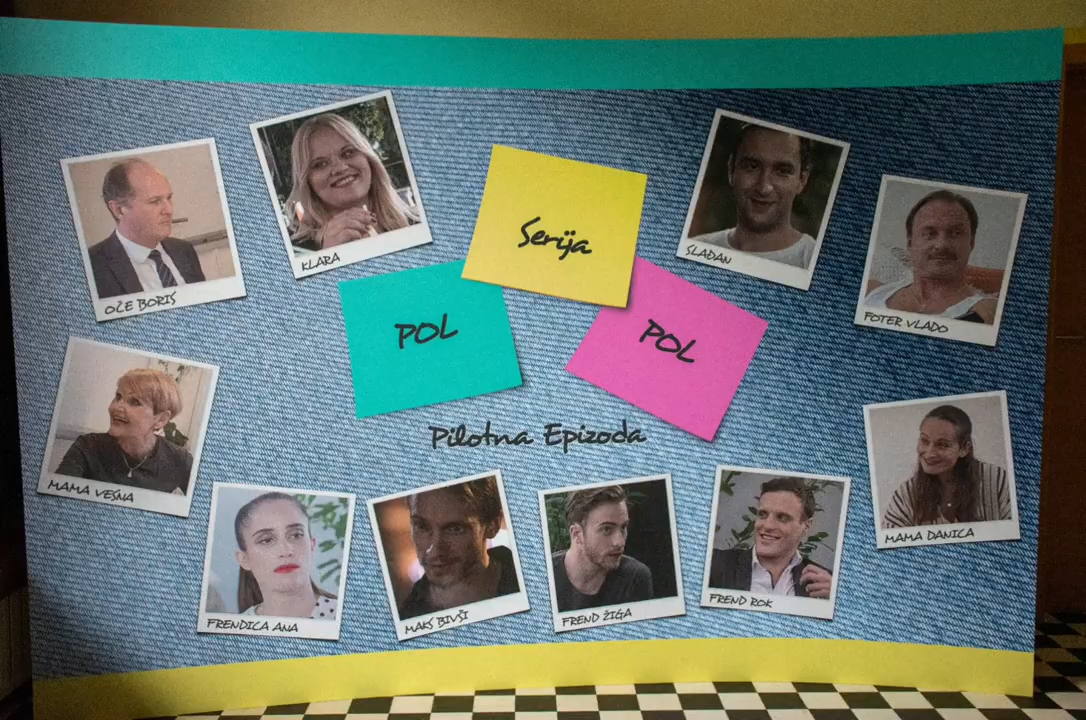 Serija
POL
POL
Pilotna Epizoda
OČE BORIS
KLARA
SLAĐAN
FOTER VLADO
MAMA VESNA
FRENDICA ANA
MAKS BIVŠI
FREND ŽIGA
FREND ROK
MAMA DANICA